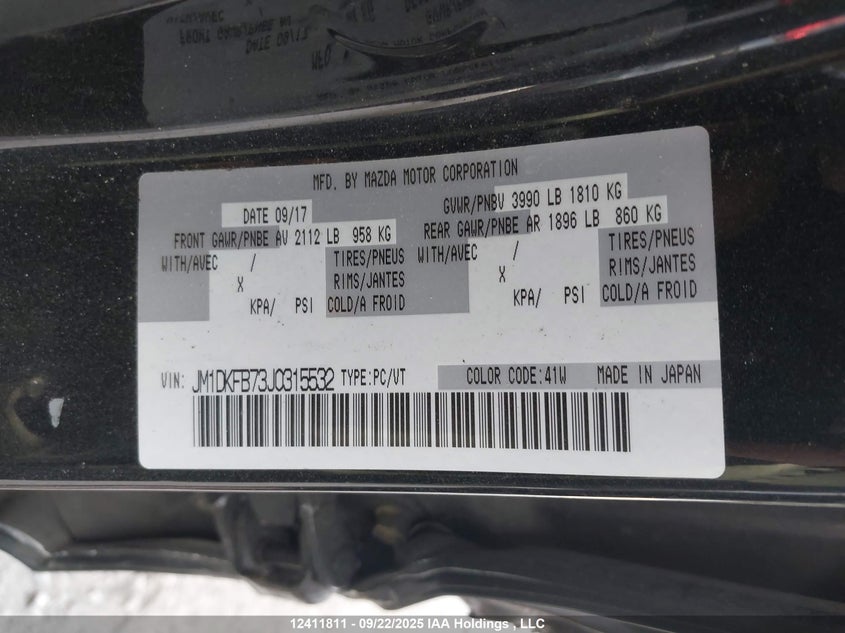 MFD. BY MAZDA MOTOR CORPORATION
DATE 09/17 GVWR/PNBV 3990 LB 1810 KG
FRONT GAWR/PNBE AV 2112 LB 958 KG REAR GAWR/PNBE AR 1896 LB 860 KG
WITH/AVEC / TIRES/PNEUS WITH/AVEC / TIRES/PNEUS
X RIMS/JANTES X RIMS/JANTES
KPA/ PSI COLD/A FROID KPA/ PSI COLD/A FROID
VIN: JM1DKFB73J0315532 TYPE:PC/VT COLOR CODE:41W MADE IN JAPAN
12411811 - 09/22/2025 IAA Holdings , LLC